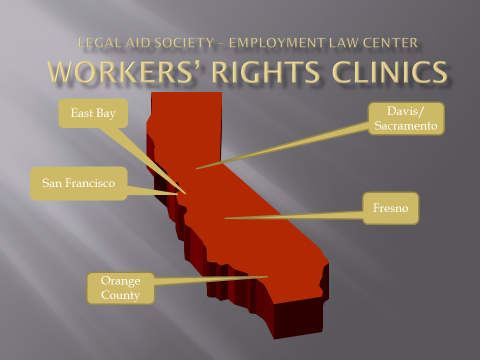 LEGAL AID SOCIETY – EMPLOYMENT LAW CENTER
WORKERS’ RIGHTS CLINICS
East Bay
Davis/
Sacramento
San Francisco
Fresno
Orange
County